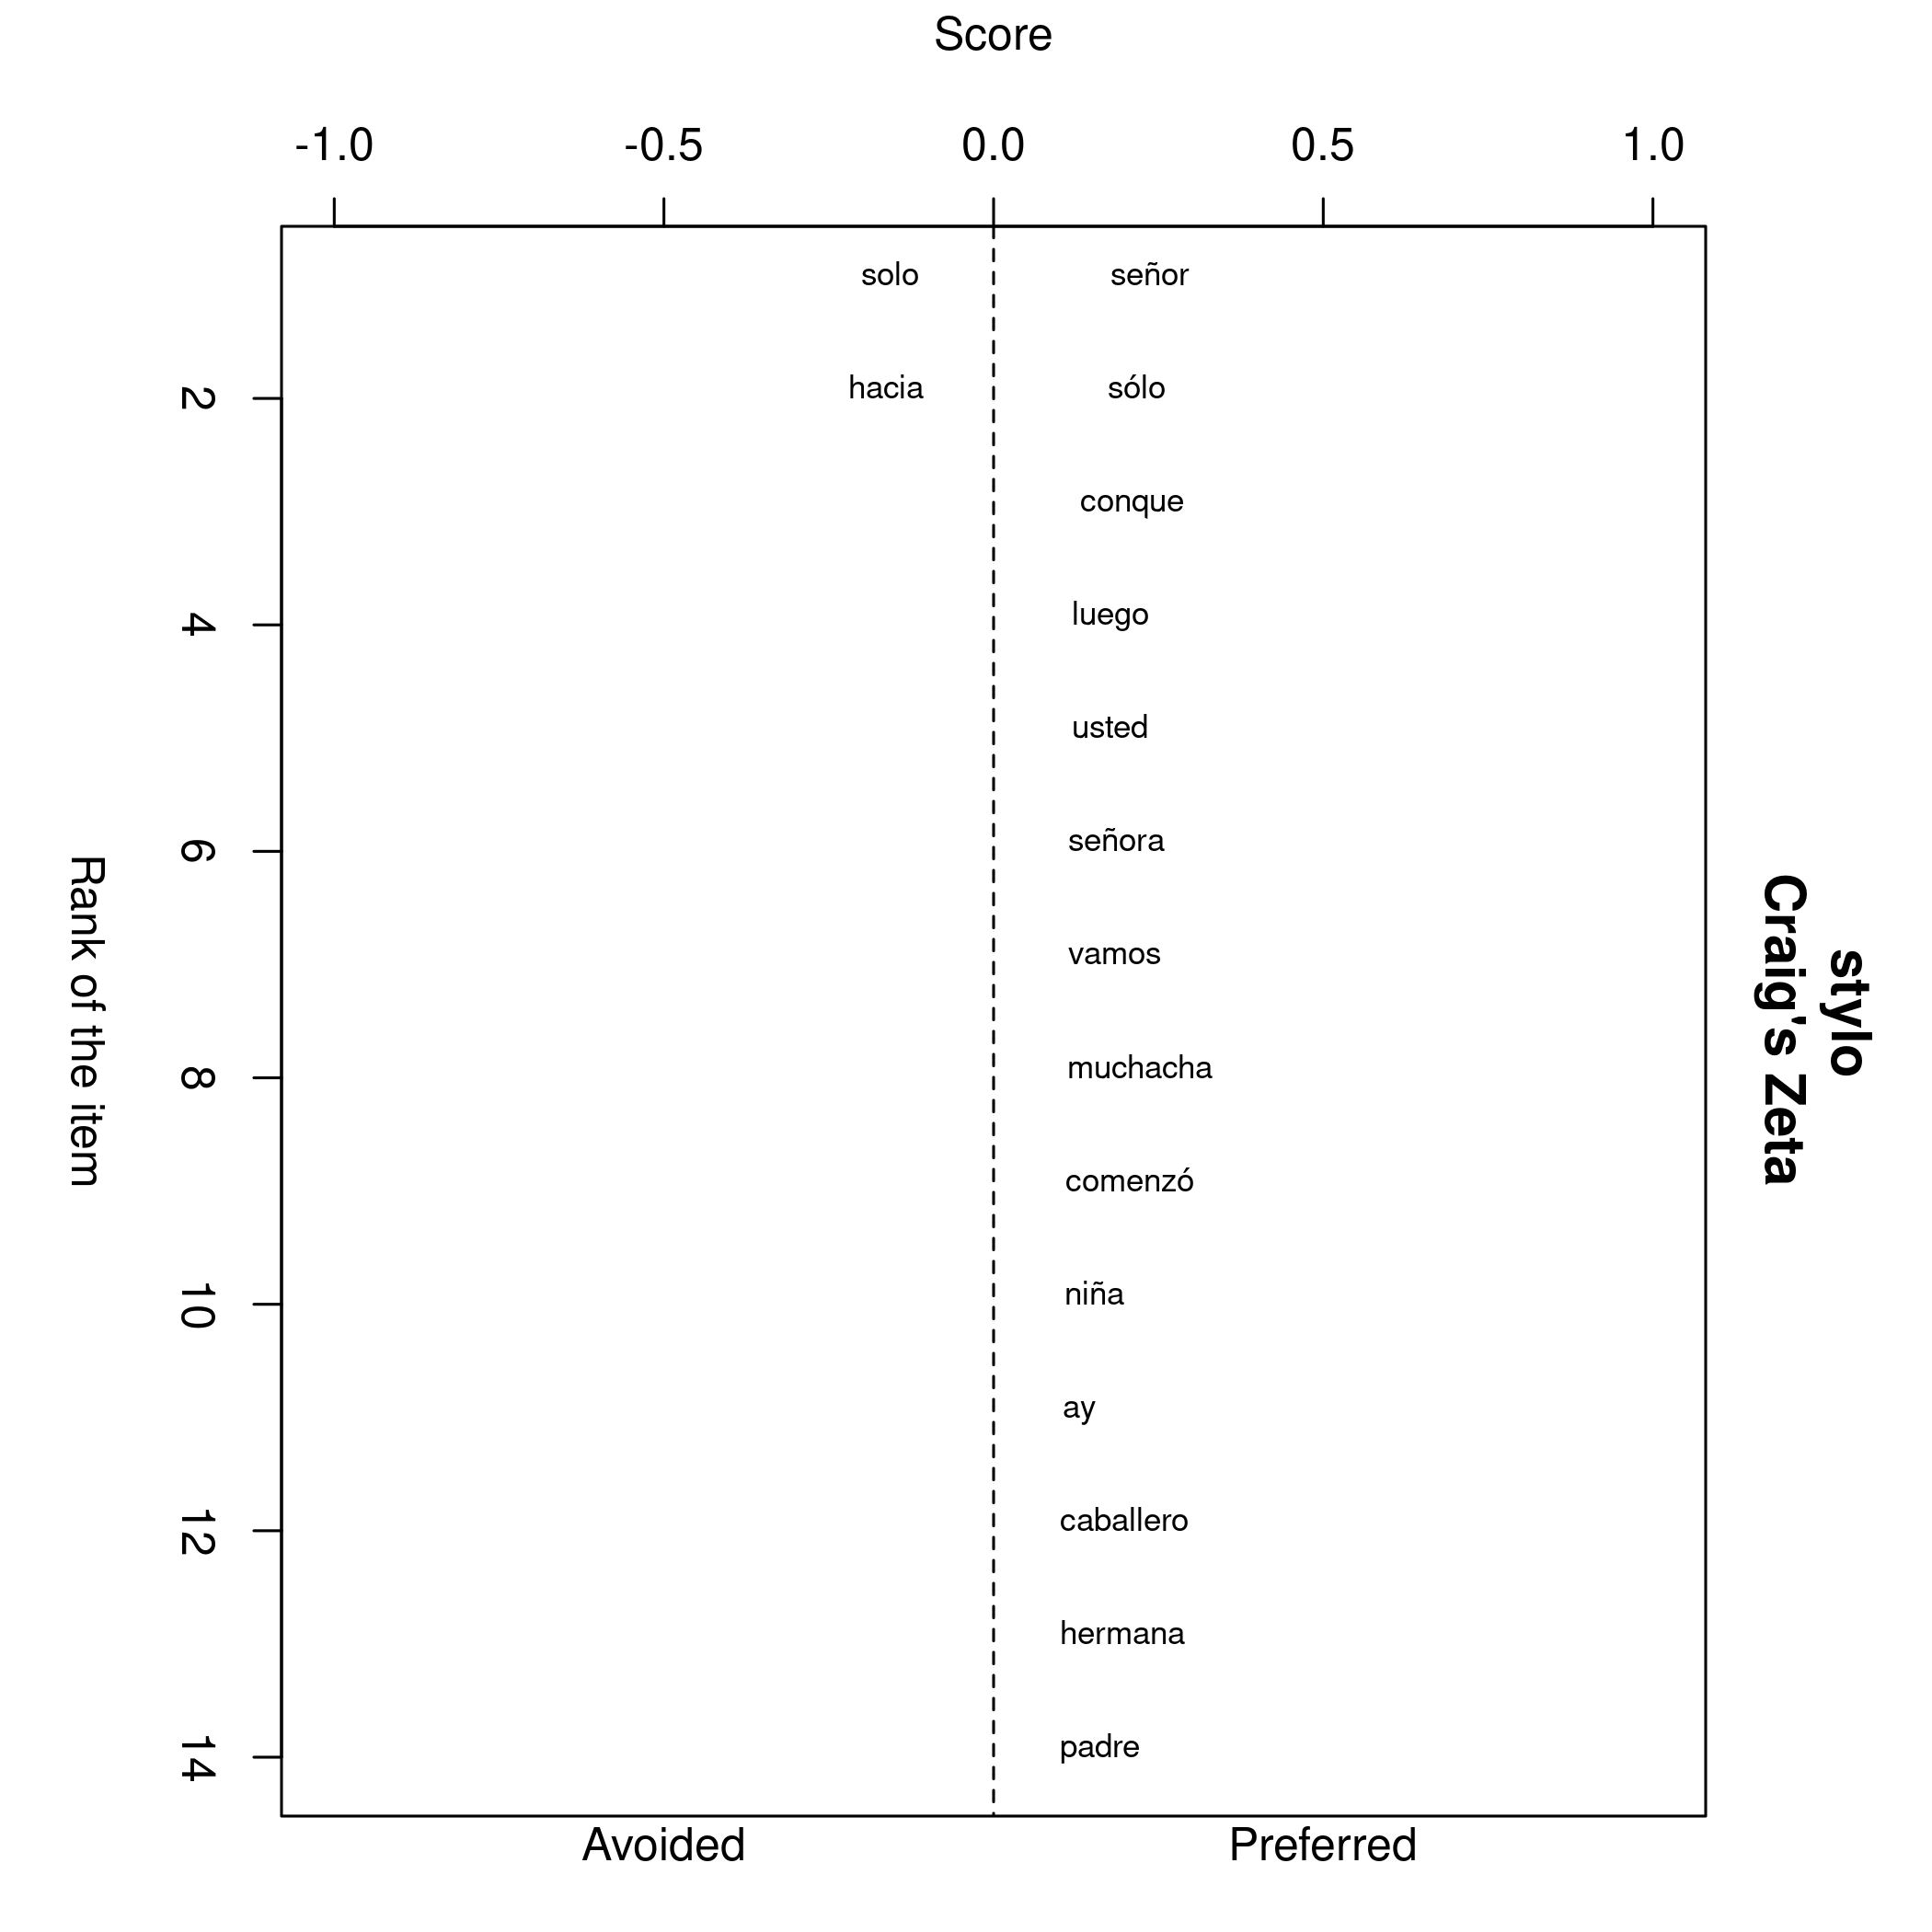 Score
-1.0 -0.5 0.0 0.5 1.0
solo señor
2 hacia sólo
conque
4 luego
usted
6 señora
vamos
8 muchacha
comenzó
10 niña
ay
12 caballero
hermana
14 padre
Avoided Preferred
Rank of the item
stylo
Craig's Zeta